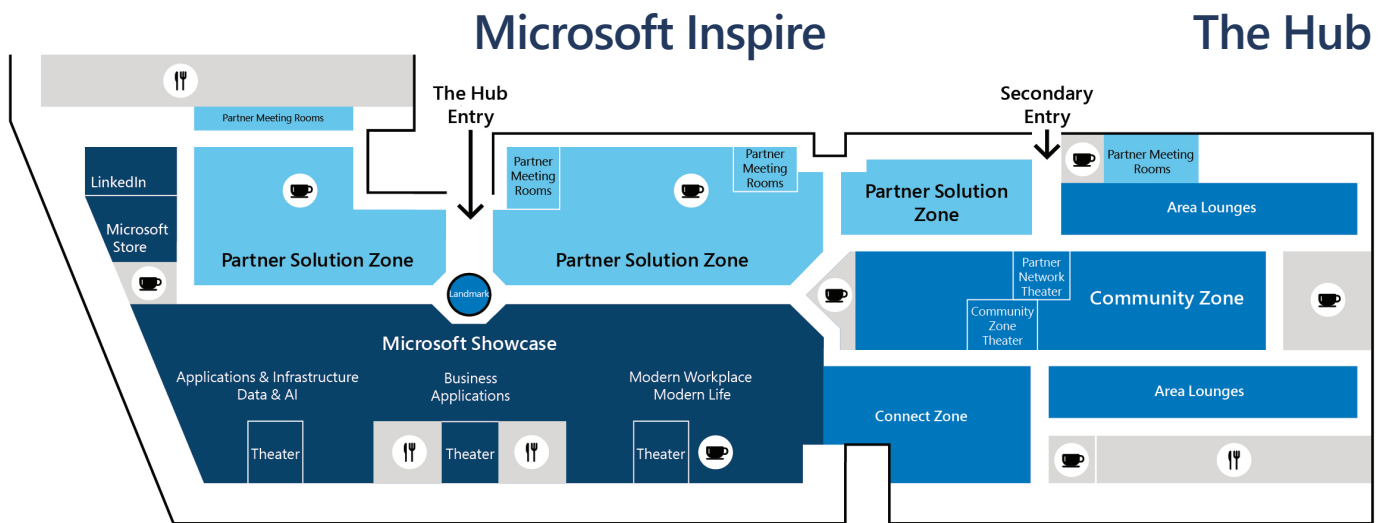 Microsoft Inspire
The Hub
The Hub
Entry
Secondary
Entry
Partner Meeting Rooms
LinkedIn
Microsoft
Store
Partner Solution Zone
Partner
Meeting
Rooms
Partner
Meeting
Rooms
Partner Solution Zone
Partner Solution
Zone
Partner Meeting
Rooms
Area Lounges
Landmark
Partner
Network
Theater
Community
Zone
Theater
Community Zone
Microsoft Showcase
Applications & Infrastructure
Data & AI
Business
Applications
Modern Workplace
Modern Life
Theater
Theater
Theater
Connect Zone
Area Lounges